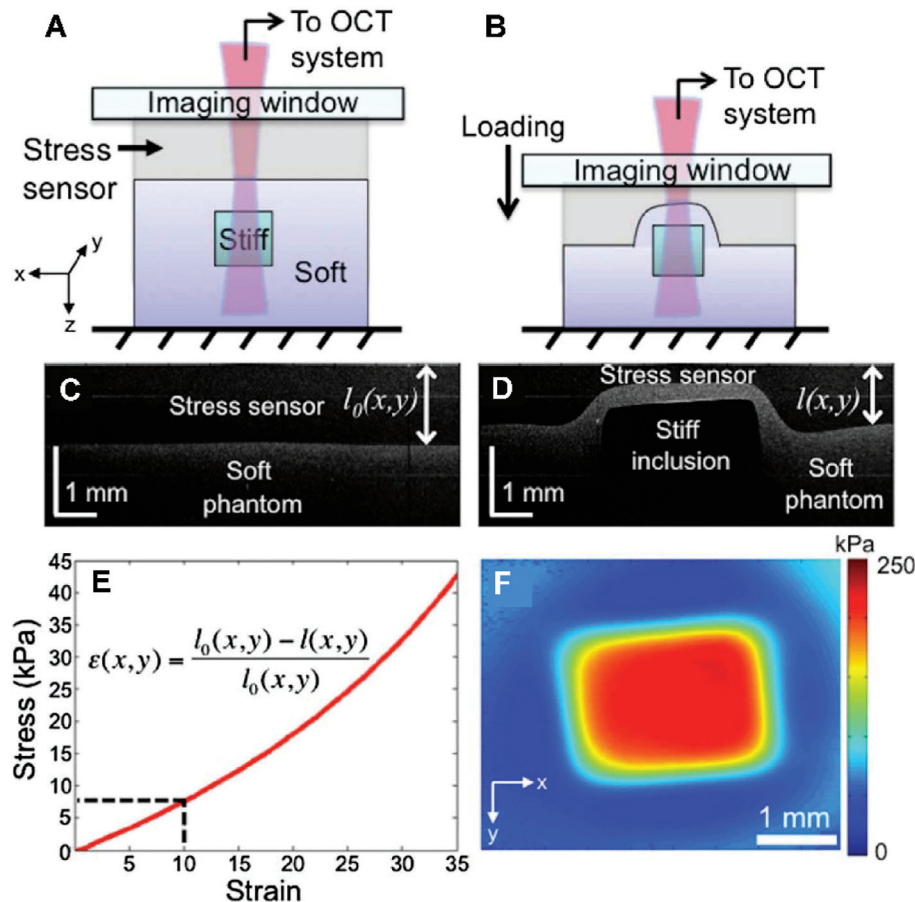 A
To OCT
system
Imaging window
Stress
sensor
Stiff
Soft
x
y
z
B
To OCT
system
Loading
Imaging window
C
Stress sensor
l₀(x,y)
Soft
phantom
1 mm
D
Stress sensor
l(x,y)
Stiff
inclusion
Soft
phantom
1 mm
E
Stress (kPa)
45
40
35
30
25
20
15
10
5
0
ε(x,y) = (l₀(x,y) − l(x,y)) / l₀(x,y)
5 10 15 20 25 30 35
Strain
F
kPa
250
0
x
y
1 mm